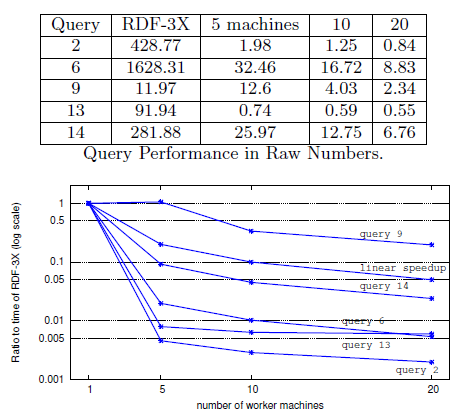 Query RDF-3X 5 machines 10 20
2 428.77 1.98 1.25 0.84
6 1628.31 32.46 16.72 8.83
9 11.97 12.6 4.03 2.34
13 91.94 0.74 0.59 0.55
14 281.88 25.97 12.75 6.76
Query Performance in Raw Numbers.
Ratio to time of RDF-3X (log scale)
1
0.5
0.1
0.05
0.01
0.005
0.001
query 9
linear speedup
query 14
query 6
query 13
query 2
1 5 10 20
number of worker machines